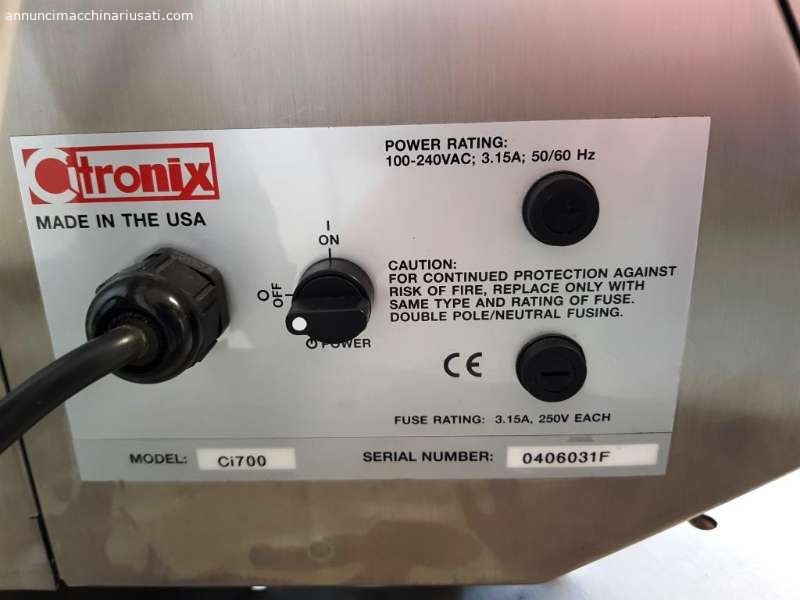 annuncimacchinariusati.com
Citronix
MADE IN THE USA
POWER RATING:
100-240VAC; 3.15A; 50/60 Hz
I
ON
O
OFF
POWER
CAUTION:
FOR CONTINUED PROTECTION AGAINST
RISK OF FIRE, REPLACE ONLY WITH
SAME TYPE AND RATING OF FUSE.
DOUBLE POLE/NEUTRAL FUSING.
CE
FUSE RATING: 3.15A, 250V EACH
MODEL: Ci700
SERIAL NUMBER: 0406031F